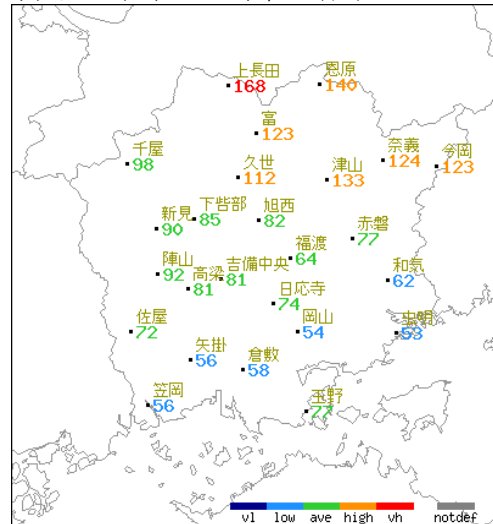 上長田
168
恩原
140
富
123
千屋
98
奈義
124
今岡
123
久世
112
津山
133
下呰部
85
旭西
82
新見
90
赤磐
77
福渡
64
陣山
92
高梁
81
吉備中央
81
和気
62
日応寺
74
佐屋
72
岡山
54
虫明
53
矢掛
56
倉敷
58
笠岡
56
玉野
77
vl low ave high vh notdef